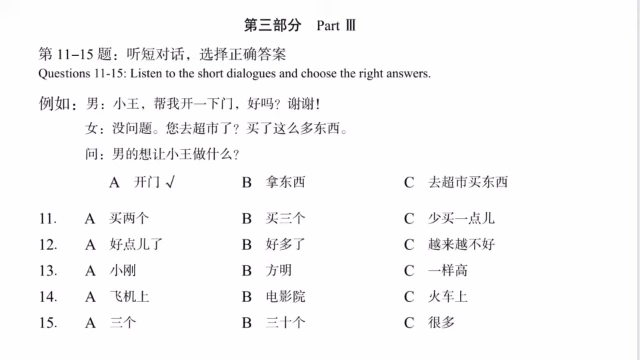 第三部分 Part Ⅲ
第 11-15 题：听短对话，选择正确答案
Questions 11-15: Listen to the short dialogues and choose the right answers.
例如：男：小王，帮我开一下门，好吗？谢谢！
女：没问题。您去超市了？买了这么多东西。
问：男的想让小王做什么？
A 开门 √ B 拿东西 C 去超市买东西
11. A 买两个 B 买三个 C 少买一点儿
12. A 好点儿了 B 好多了 C 越来越不好
13. A 小刚 B 方明 C 一样高
14. A 飞机上 B 电影院 C 火车上
15. A 三个 B 三十个 C 很多